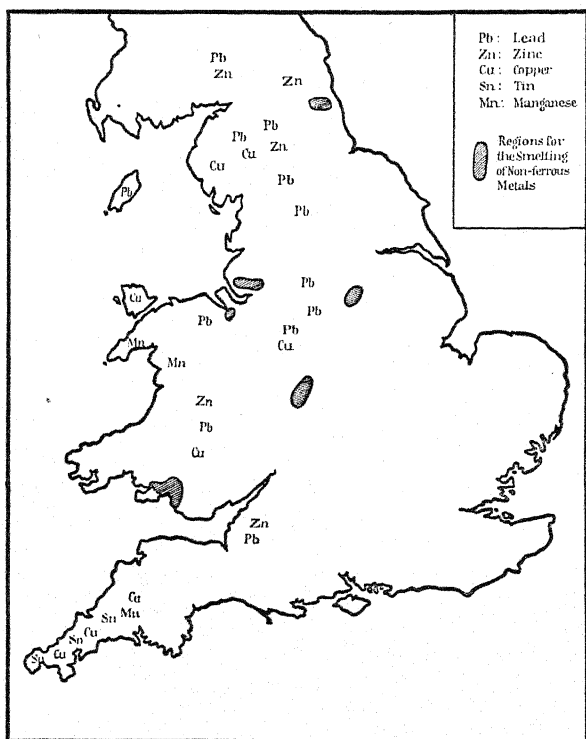 Pb: Lead
Zn: Zinc
Cu: Copper
Sn: Tin
Mn: Manganese
Regions for
the Smelting
of Non-ferrous
Metals
Pb
Zn
Zn
Pb
Pb
Cu
Zn
Cu
Pb
Pb
Pb
Pb
Cu
Pb
Pb
Pb
Cu
Mn
Mn
Zn
Pb
Cu
Zn
Pb
Cu
Mn
Sn
Cu
Sn
Cu
Sn